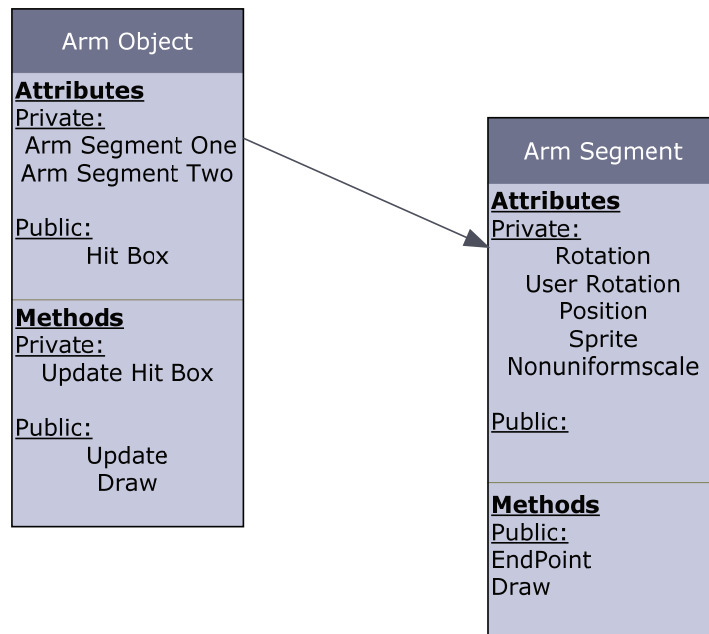 Arm Object
Attributes
Private:
Arm Segment One
Arm Segment Two
Public:
Hit Box
Methods
Private:
Update Hit Box
Public:
Update
Draw
Arm Segment
Attributes
Private:
Rotation
User Rotation
Position
Sprite
Nonuniformscale
Public:
Methods
Public:
EndPoint
Draw